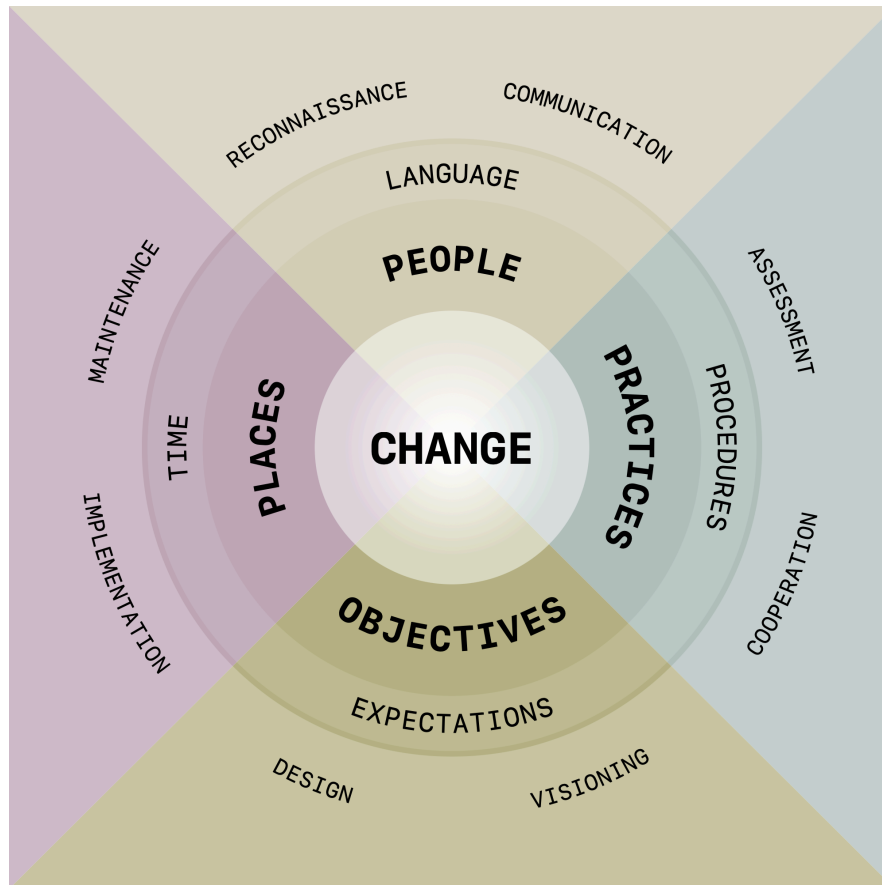 RECONNAISSANCE
COMMUNICATION
LANGUAGE
PEOPLE
MAINTENANCE
ASSESSMENT
TIME
PLACES
CHANGE
PRACTICES
PROCEDURES
IMPLEMENTATION
COOPERATION
OBJECTIVES
EXPECTATIONS
DESIGN
VISIONING